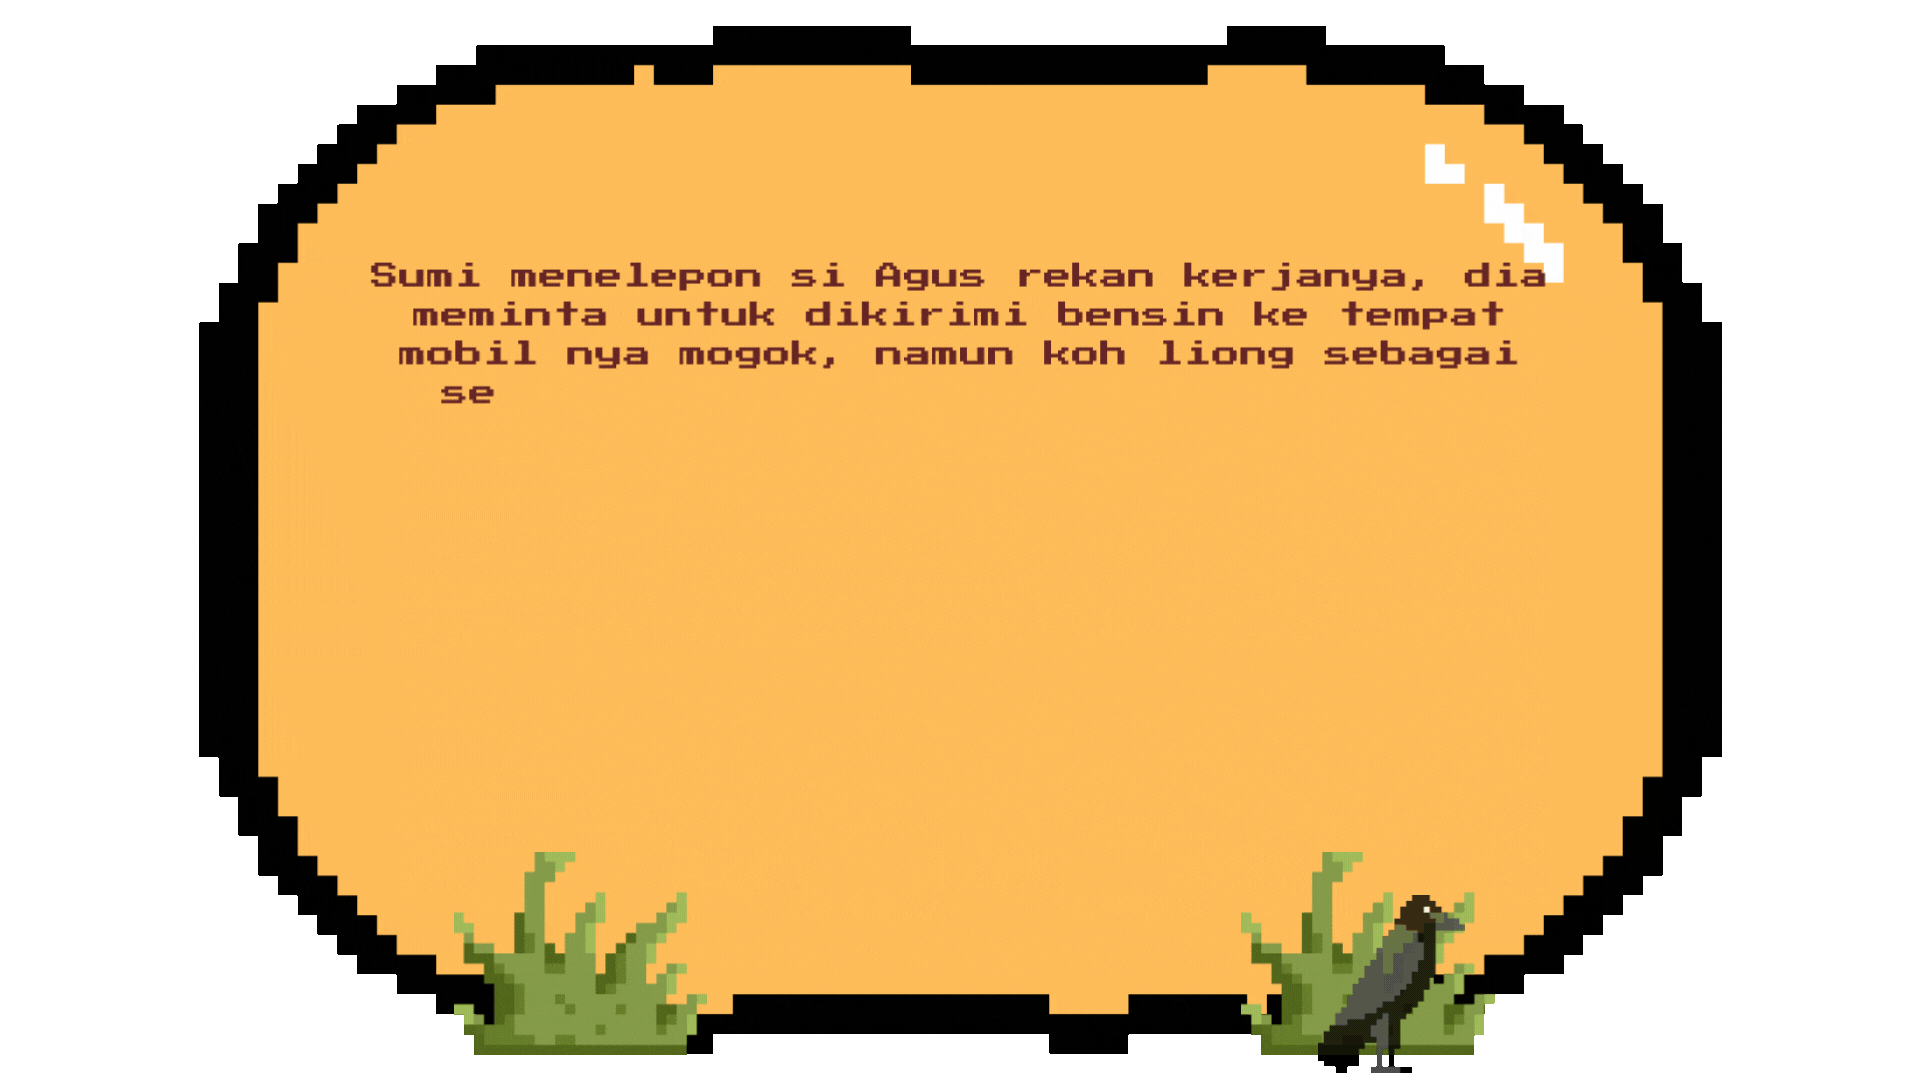 Sumi menelepon si Agus rekan kerjanya, dia
meminta untuk dikirimi bensin ke tempat
mobil nya mogok, namun koh liong sebagai
se